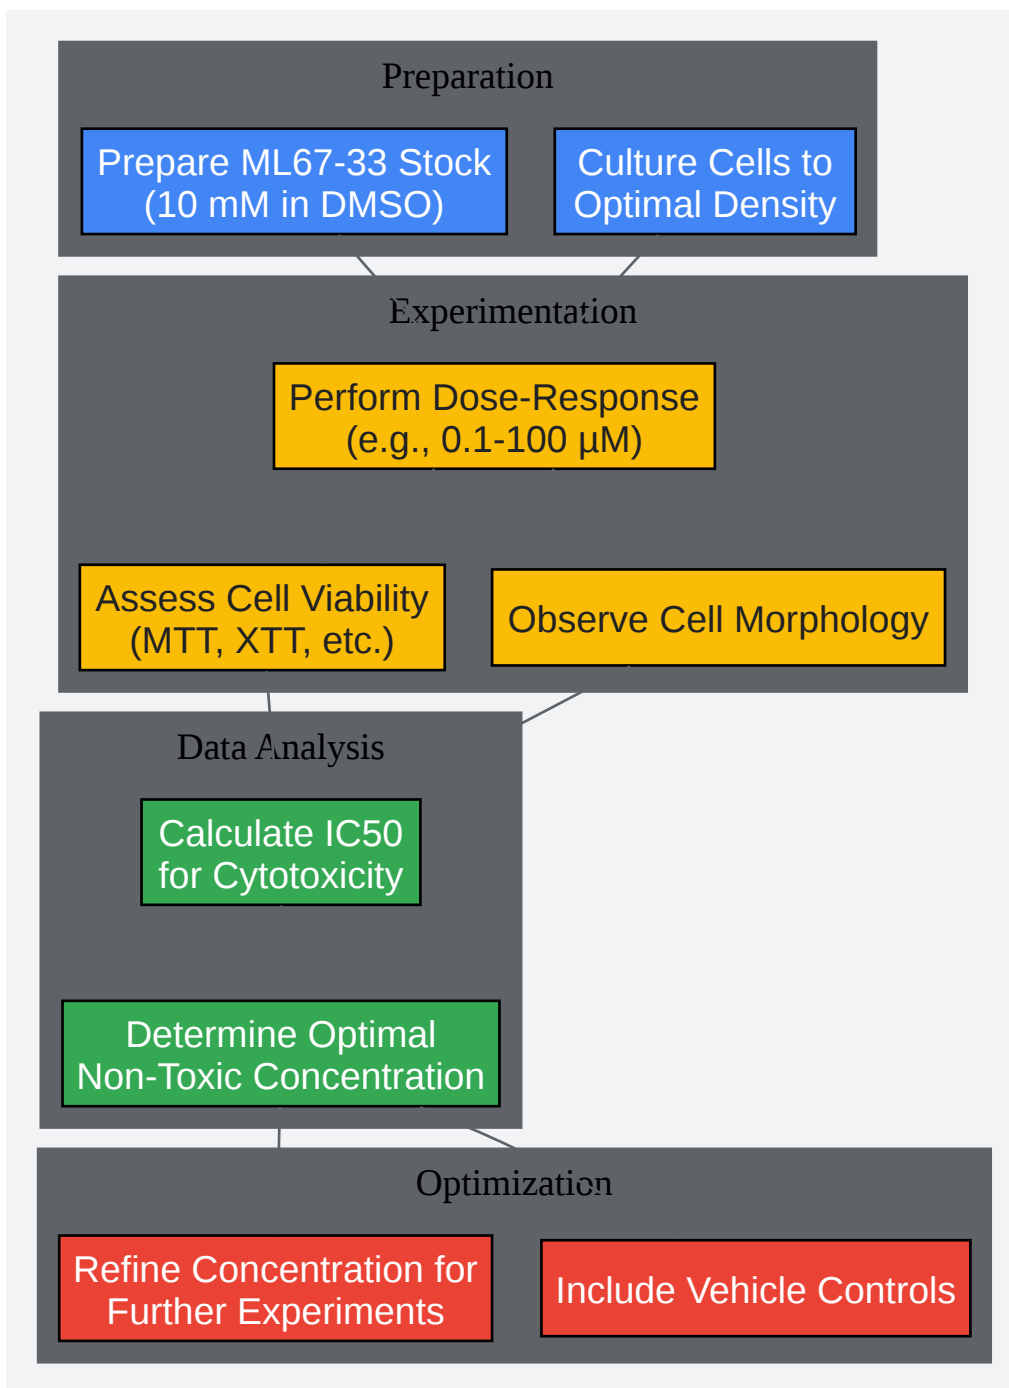 Preparation
Prepare ML67-33 Stock
(10 mM in DMSO)
Culture Cells to
Optimal Density
Experimentation
Perform Dose-Response
(e.g., 0.1-100 µM)
Assess Cell Viability
(MTT, XTT, etc.)
Observe Cell Morphology
Data Analysis
Calculate IC50
for Cytotoxicity
Determine Optimal
Non-Toxic Concentration
Optimization
Refine Concentration for
Further Experiments
Include Vehicle Controls